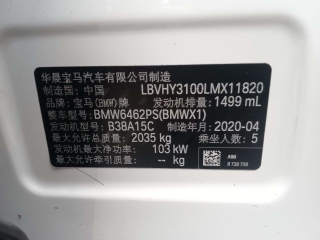 华晨宝马汽车有限公司制造
制造国：中国 LBVHY3100LMX11820
品牌：宝马(BMW)牌 发动机排量：1499 mL
整车型号：BMW6462PS(BMWX1)
发动机型号：B38A15C 制造年月：2020-04
最大允许总质量：2035 kg 乘坐人数：5
发动机最大净功率：103 kW
最大允许牵引质量：-- kg
A98
8 738 756